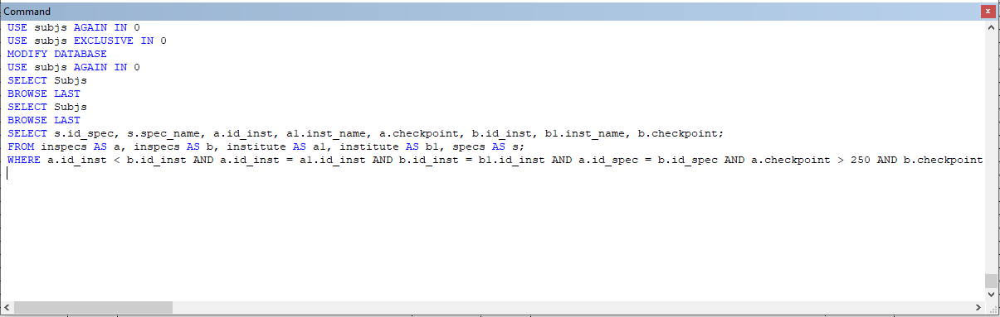 Command
USE subjs AGAIN IN 0
USE subjs EXCLUSIVE IN 0
MODIFY DATABASE
USE subjs AGAIN IN 0
SELECT Subjs
BROWSE LAST
SELECT Subjs
BROWSE LAST
SELECT s.id_spec, s.spec_name, a.id_inst, a1.inst_name, a.checkpoint, b.id_inst, b1.inst_name, b.checkpoint;
FROM inspecs AS a, inspecs AS b, institute AS a1, institute AS b1, specs AS s;
WHERE a.id_inst < b.id_inst AND a.id_inst = a1.id_inst AND b.id_inst = b1.id_inst AND a.id_spec = b.id_spec AND a.checkpoint > 250 AND b.checkpoint